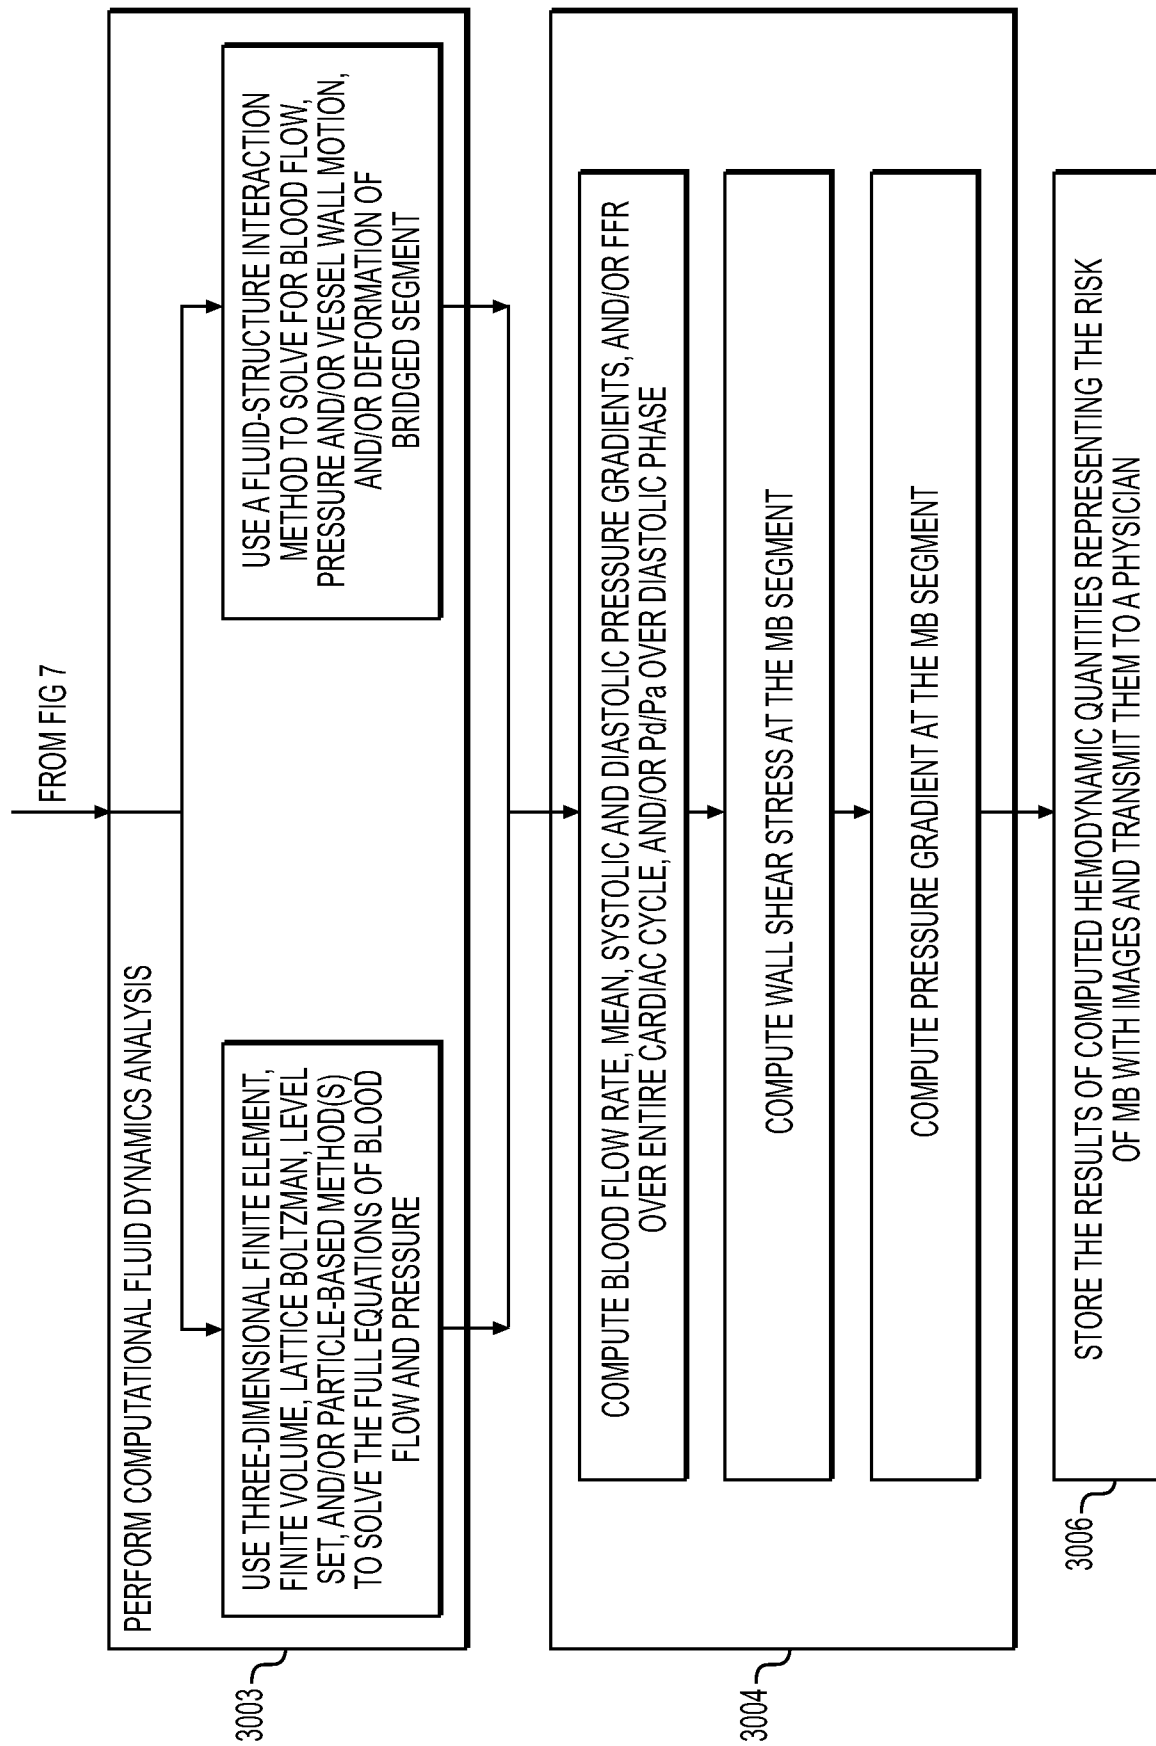 FROM FIG 7
PERFORM COMPUTATIONAL FLUID DYNAMICS ANALYSIS
USE THREE-DIMENSIONAL FINITE ELEMENT,
FINITE VOLUME, LATTICE BOLTZMAN, LEVEL
SET, AND/OR PARTICLE-BASED METHOD(S)
TO SOLVE THE FULL EQUATIONS OF BLOOD
FLOW AND PRESSURE
USE A FLUID-STRUCTURE INTERACTION
METHOD TO SOLVE FOR BLOOD FLOW,
PRESSURE AND/OR VESSEL WALL MOTION,
AND/OR DEFORMATION OF
BRIDGED SEGMENT
3003
COMPUTE BLOOD FLOW RATE, MEAN, SYSTOLIC AND DIASTOLIC PRESSURE GRADIENTS, AND/OR FFR
OVER ENTIRE CARDIAC CYCLE, AND/OR Pd/Pa OVER DIASTOLIC PHASE
COMPUTE WALL SHEAR STRESS AT THE MB SEGMENT
COMPUTE PRESSURE GRADIENT AT THE MB SEGMENT
3004
STORE THE RESULTS OF COMPUTED HEMODYNAMIC QUANTITIES REPRESENTING THE RISK
OF MB WITH IMAGES AND TRANSMIT THEM TO A PHYSICIAN
3006